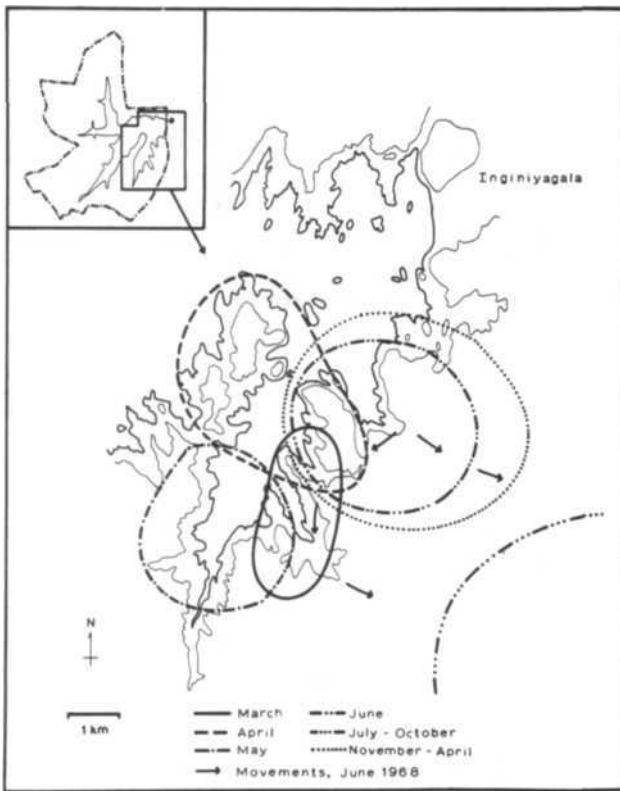 Inginiyagala
N
1 km
March June
April July - October
May November - April
Movements, June 1968